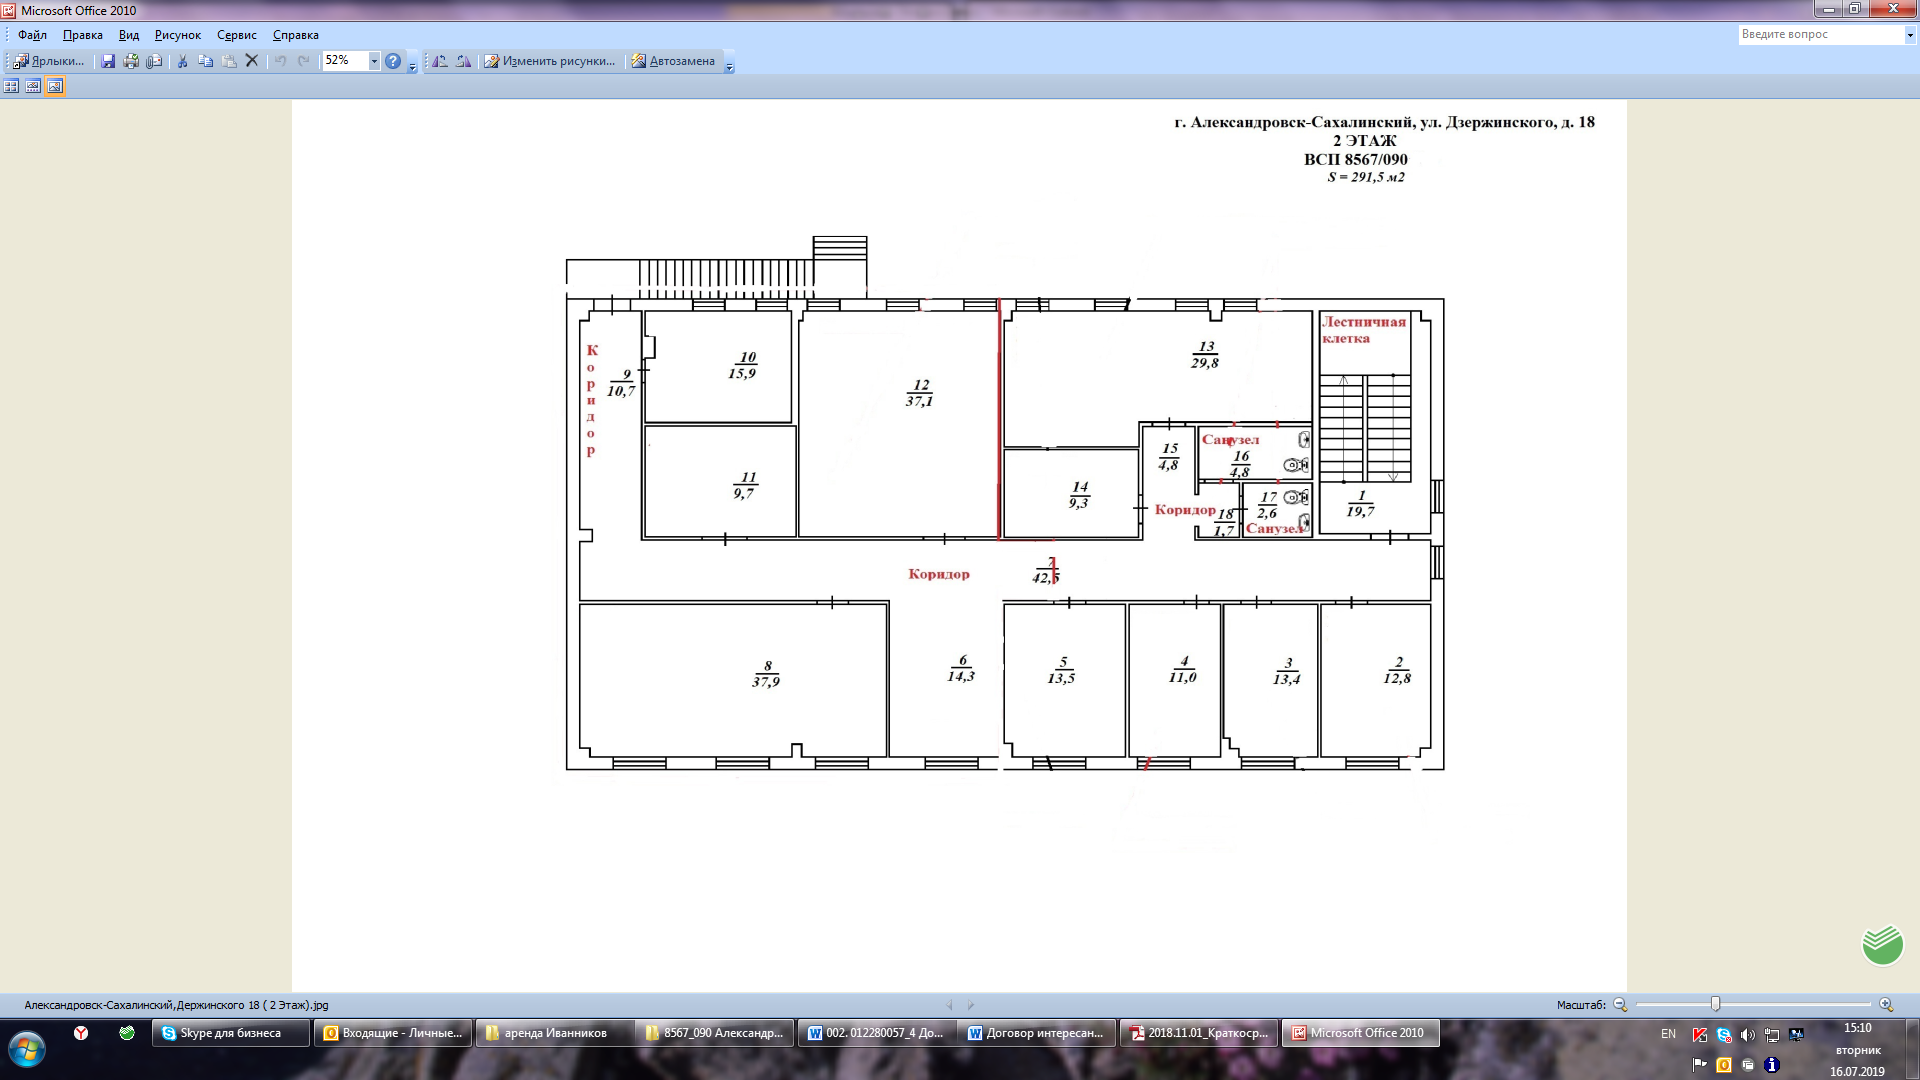 Microsoft Office 2010
Файл Правка Вид Рисунок Сервис Справка
Введите вопрос
Ярлыки... 52% Изменить рисунки... Автозамена
г. Александровск-Сахалинский, ул. Дзержинского, д. 18
2 ЭТАЖ
ВСП 8567/090
S = 291,5 м2
Коридор
9
10,7
10
15,9
11
9,7
12
37,1
13
29,8
Лестничная
клетка
15
4,8
Санузел
16
4,8
14
9,3
Коридор
18
1,7
17
2,6
Санузел
1
19,7
Коридор
7
42,5
8
37,9
6
14,3
5
13,5
4
11,0
3
13,4
2
12,8
Александровск-Сахалинский,Держинского 18 ( 2 Этаж).jpg
Масштаб:
Skype для бизнеса
Входящие - Личные...
аренда Иванников
8567_090 Александр...
002. 012280057_4 До...
Договор интересан...
2018.11.01_Краткоср...
Microsoft Office 2010
EN
15:10
вторник
16.07.2019